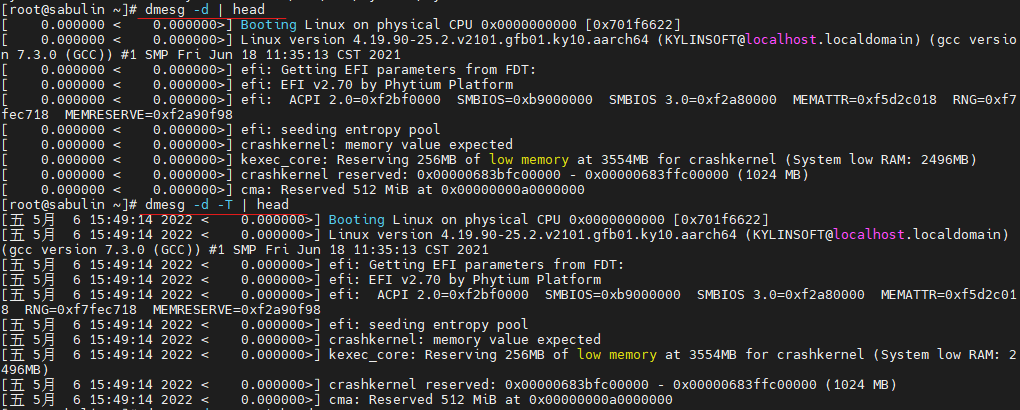 [root@sabulin ~]# dmesg -d | head
[    0.000000 <    0.000000>] Booting Linux on physical CPU 0x0000000000 [0x701f6622]
[    0.000000 <    0.000000>] Linux version 4.19.90-25.2.v2101.gfb01.ky10.aarch64 (KYLINSOFT@localhost.localdomain) (gcc versio
n 7.3.0 (GCC)) #1 SMP Fri Jun 18 11:35:13 CST 2021
[    0.000000 <    0.000000>] efi: Getting EFI parameters from FDT:
[    0.000000 <    0.000000>] efi: EFI v2.70 by Phytium Platform
[    0.000000 <    0.000000>] efi:  ACPI 2.0=0xf2bf0000  SMBIOS=0xb9000000  SMBIOS 3.0=0xf2a80000  MEMATTR=0xf5d2c018  RNG=0xf7
fec718  MEMRESERVE=0xf2a90f98
[    0.000000 <    0.000000>] efi: seeding entropy pool
[    0.000000 <    0.000000>] crashkernel: memory value expected
[    0.000000 <    0.000000>] kexec_core: Reserving 256MB of low memory at 3554MB for crashkernel (System low RAM: 2496MB)
[    0.000000 <    0.000000>] crashkernel reserved: 0x00000683bfc00000 - 0x00000683ffc00000 (1024 MB)
[    0.000000 <    0.000000>] cma: Reserved 512 MiB at 0x00000000a0000000
[root@sabulin ~]# dmesg -d -T | head
[五 5月   6 15:49:14 2022 <    0.000000>] Booting Linux on physical CPU 0x0000000000 [0x701f6622]
[五 5月   6 15:49:14 2022 <    0.000000>] Linux version 4.19.90-25.2.v2101.gfb01.ky10.aarch64 (KYLINSOFT@localhost.localdomain)
(gcc version 7.3.0 (GCC)) #1 SMP Fri Jun 18 11:35:13 CST 2021
[五 5月   6 15:49:14 2022 <    0.000000>] efi: Getting EFI parameters from FDT:
[五 5月   6 15:49:14 2022 <    0.000000>] efi: EFI v2.70 by Phytium Platform
[五 5月   6 15:49:14 2022 <    0.000000>] efi:  ACPI 2.0=0xf2bf0000  SMBIOS=0xb9000000  SMBIOS 3.0=0xf2a80000  MEMATTR=0xf5d2c01
8  RNG=0xf7fec718  MEMRESERVE=0xf2a90f98
[五 5月   6 15:49:14 2022 <    0.000000>] efi: seeding entropy pool
[五 5月   6 15:49:14 2022 <    0.000000>] crashkernel: memory value expected
[五 5月   6 15:49:14 2022 <    0.000000>] kexec_core: Reserving 256MB of low memory at 3554MB for crashkernel (System low RAM: 2
496MB)
[五 5月   6 15:49:14 2022 <    0.000000>] crashkernel reserved: 0x00000683bfc00000 - 0x00000683ffc00000 (1024 MB)
[五 5月   6 15:49:14 2022 <    0.000000>] cma: Reserved 512 MiB at 0x00000000a0000000